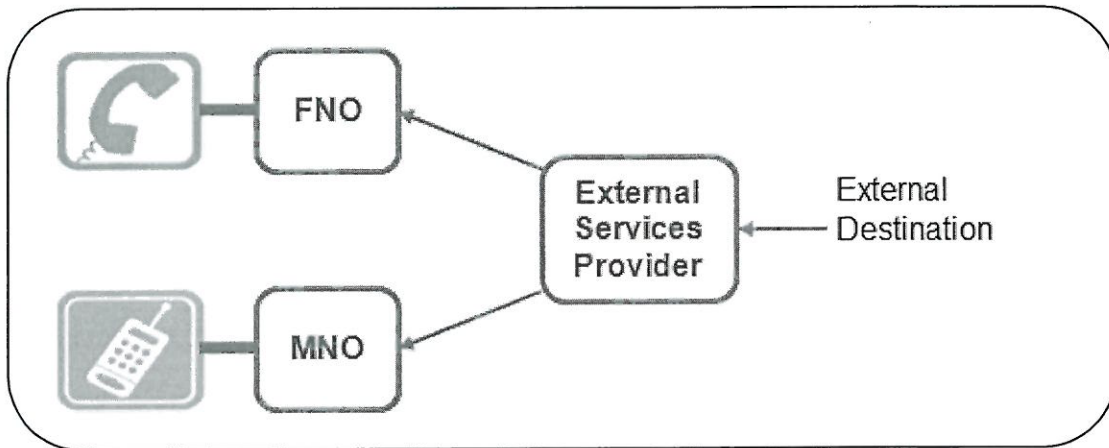 FNO
External
Services
Provider
External
Destination
MNO